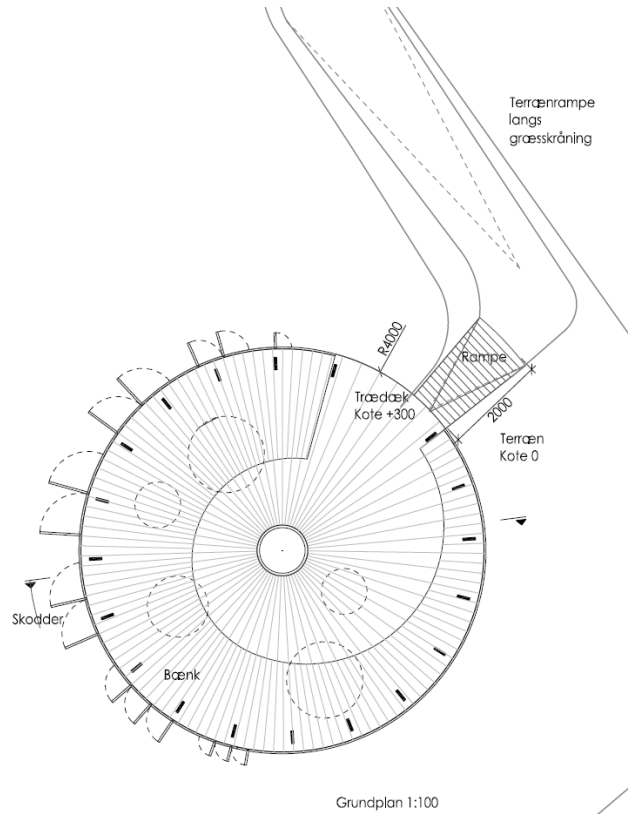 Terrænrampe
langs
græsskråning
R4000
Rampe
Trædæk
Kote +300
2000
Terræn
Kote 0
Skodder
Bænk
Grundplan 1:100